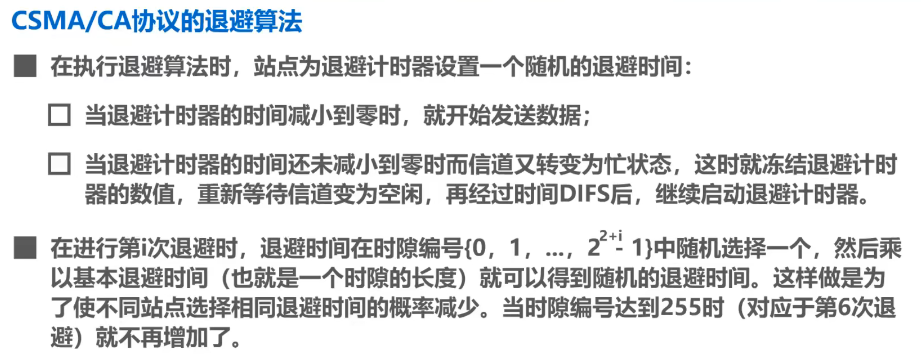 CSMA/CA协议的退避算法
在执行退避算法时，站点为退避计时器设置一个随机的退避时间：
当退避计时器的时间减小到零时，就开始发送数据；
当退避计时器的时间还未减小到零时而信道又转变为忙状态，这时就冻结退避计时
器的数值，重新等待信道变为空闲，再经过时间DIFS后，继续启动退避计时器。
在进行第i次退避时，退避时间在时隙编号{0，1，...，2^{2+i}- 1}中随机选择一个，然后乘
以基本退避时间（也就是一个时隙的长度）就可以得到随机的退避时间。这样做是为
了使不同站点选择相同退避时间的概率减少。当时隙编号达到255时（对应于第6次退
避）就不再增加了。